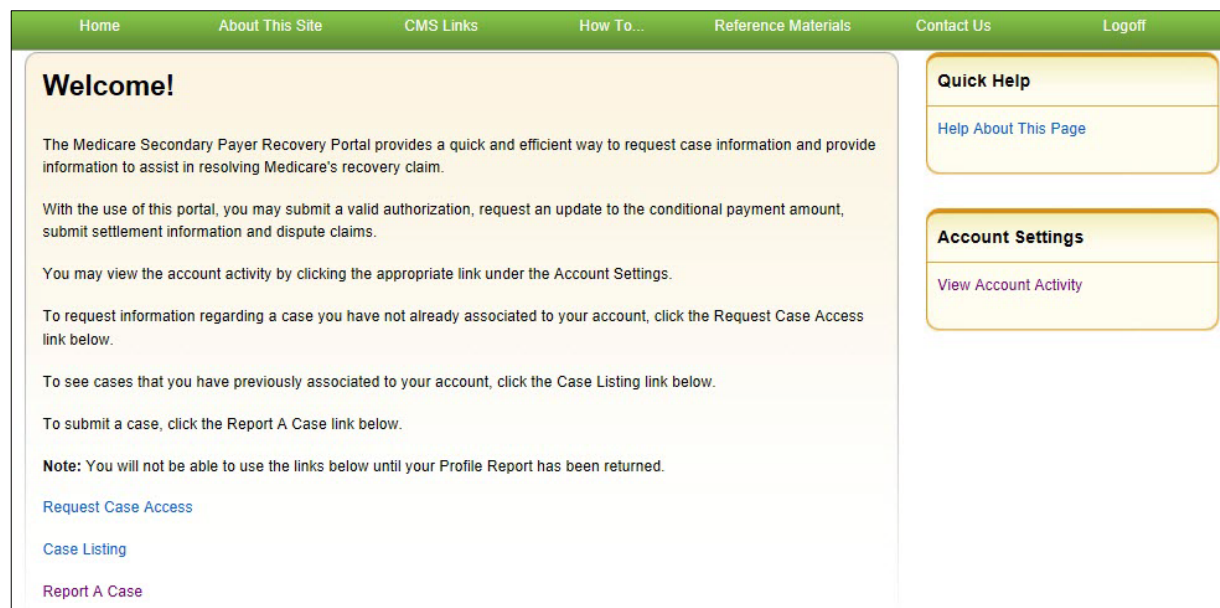 Home About This Site CMS Links How To... Reference Materials Contact Us Logoff
Welcome!
The Medicare Secondary Payer Recovery Portal provides a quick and efficient way to request case information and provide
information to assist in resolving Medicare's recovery claim.
With the use of this portal, you may submit a valid authorization, request an update to the conditional payment amount,
submit settlement information and dispute claims.
You may view the account activity by clicking the appropriate link under the Account Settings.
To request information regarding a case you have not already associated to your account, click the Request Case Access
link below.
To see cases that you have previously associated to your account, click the Case Listing link below.
To submit a case, click the Report A Case link below.
Note: You will not be able to use the links below until your Profile Report has been returned.
Request Case Access
Case Listing
Report A Case
Quick Help
Help About This Page
Account Settings
View Account Activity